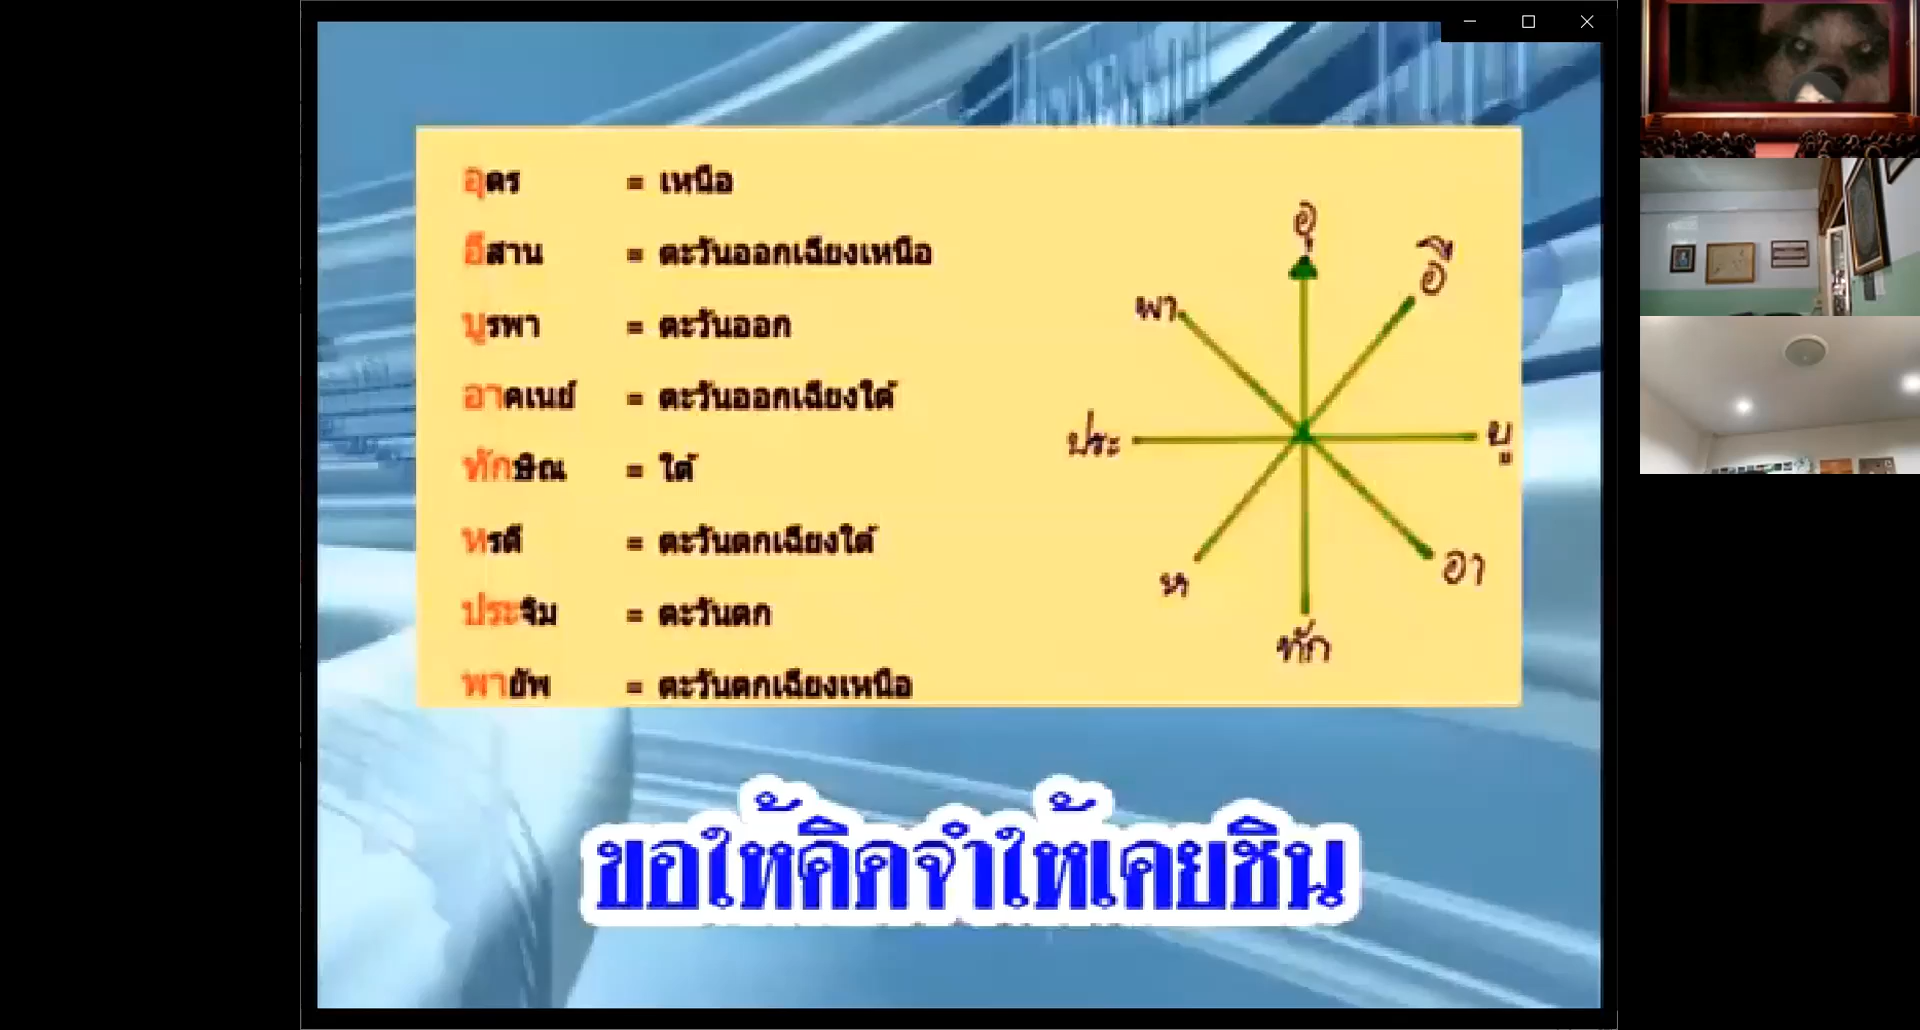 อุดร = เหนือ
อีสาน = ตะวันออกเฉียงเหนือ
บูรพา = ตะวันออก
อาคเนย์ = ตะวันออกเฉียงใต้
ทักษิณ = ใต้
หรดี = ตะวันตกเฉียงใต้
ประจิม = ตะวันตก
พายัพ = ตะวันตกเฉียงเหนือ
อุ
อี
พา
ประ
บู
ห
อา
ทัก
ขอให้คิดจำให้เคยชิน